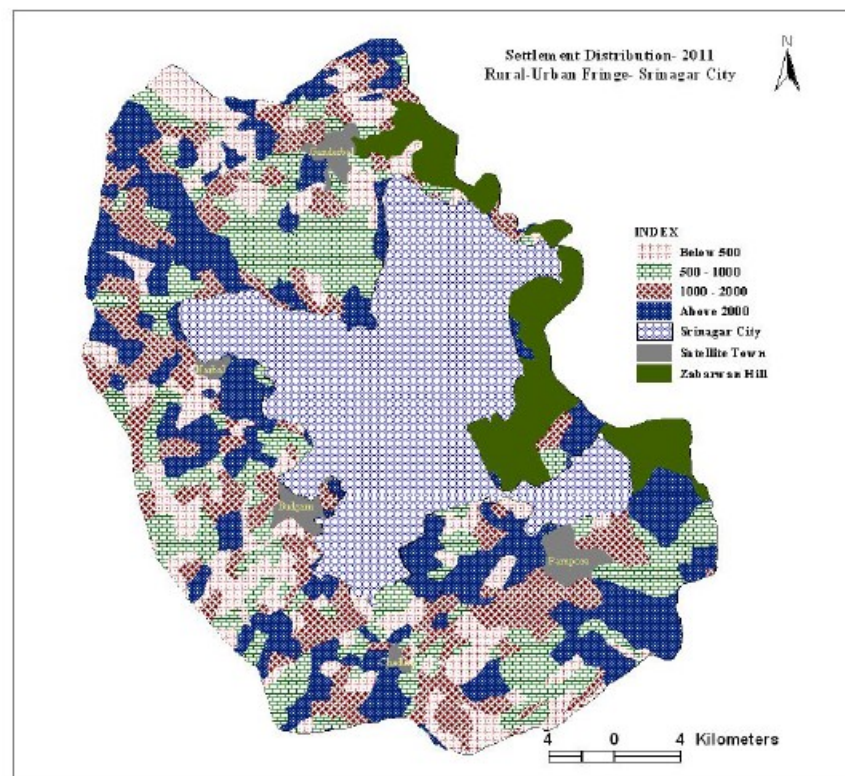 Settlement Distribution- 2011
Rural-Urban Fringe- Srinagar City
N
Ganderbal
INDEX
Below 500
500 - 1000
1000 - 2000
Above 2000
Srinagar City
Satellite Town
Zabarwan Hill
Budgam
Pampore
4 0 4 Kilometers